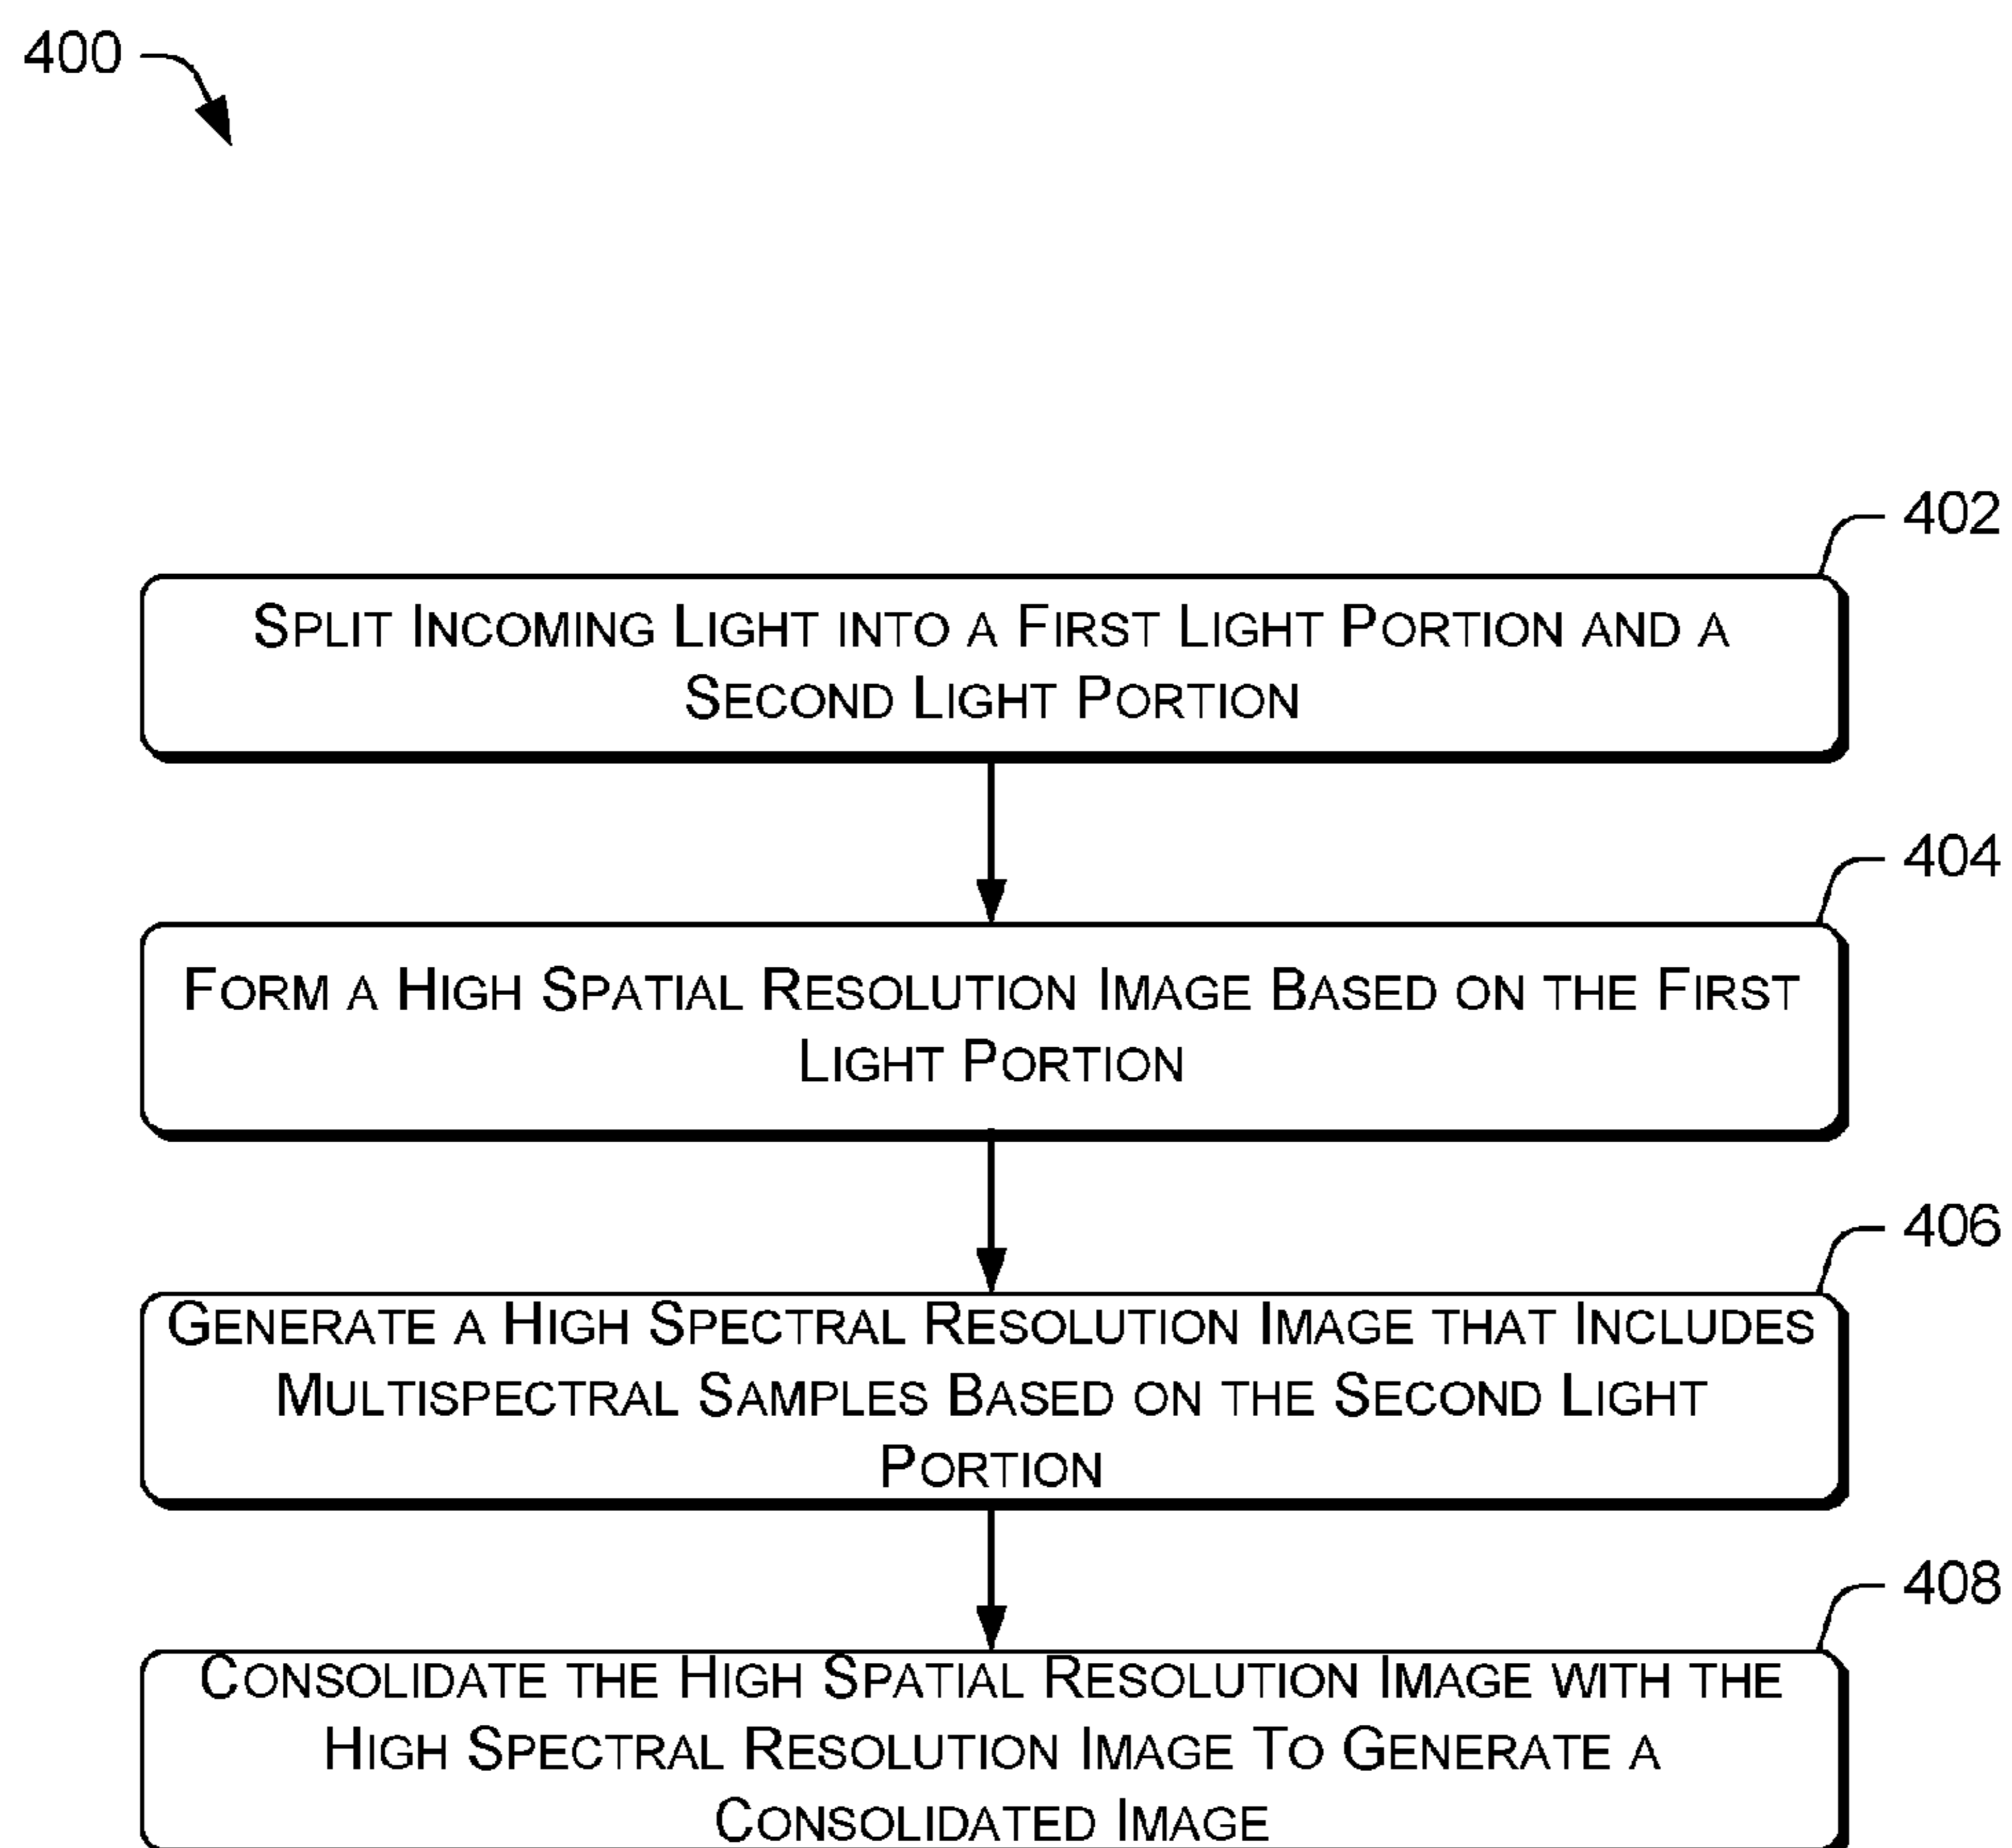 400
402
SPLIT INCOMING LIGHT INTO A FIRST LIGHT PORTION AND A
SECOND LIGHT PORTION
404
FORM A HIGH SPATIAL RESOLUTION IMAGE BASED ON THE FIRST
LIGHT PORTION
406
GENERATE A HIGH SPECTRAL RESOLUTION IMAGE THAT INCLUDES
MULTISPECTRAL SAMPLES BASED ON THE SECOND LIGHT
PORTION
408
CONSOLIDATE THE HIGH SPATIAL RESOLUTION IMAGE WITH THE
HIGH SPECTRAL RESOLUTION IMAGE TO GENERATE A
CONSOLIDATED IMAGE